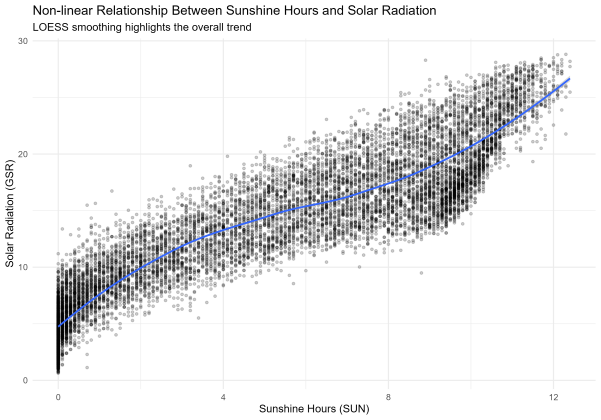 Non-linear Relationship Between Sunshine Hours and Solar Radiation
LOESS smoothing highlights the overall trend
30
20
10
0
Solar Radiation (GSR)
0 4 8 12
Sunshine Hours (SUN)